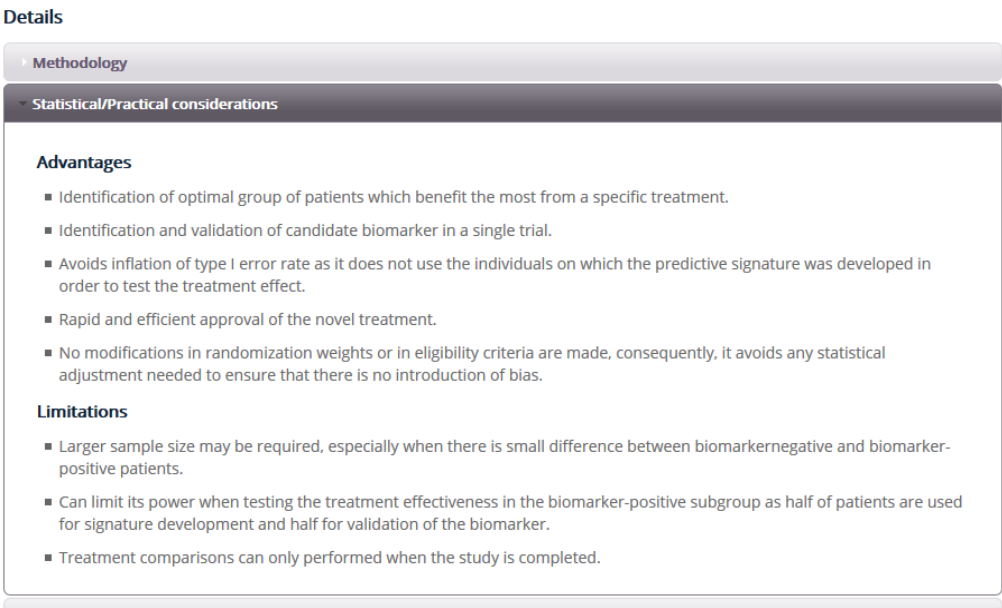 Details
Methodology
Statistical/Practical considerations
Advantages
Identification of optimal group of patients which benefit the most from a specific treatment.
Identification and validation of candidate biomarker in a single trial.
Avoids inflation of type I error rate as it does not use the individuals on which the predictive signature was developed in
order to test the treatment effect.
Rapid and efficient approval of the novel treatment.
No modifications in randomization weights or in eligibility criteria are made, consequently, it avoids any statistical
adjustment needed to ensure that there is no introduction of bias.
Limitations
Larger sample size may be required, especially when there is small difference between biomarkernegative and biomarker-
positive patients.
Can limit its power when testing the treatment effectiveness in the biomarker-positive subgroup as half of patients are used
for signature development and half for validation of the biomarker.
Treatment comparisons can only performed when the study is completed.